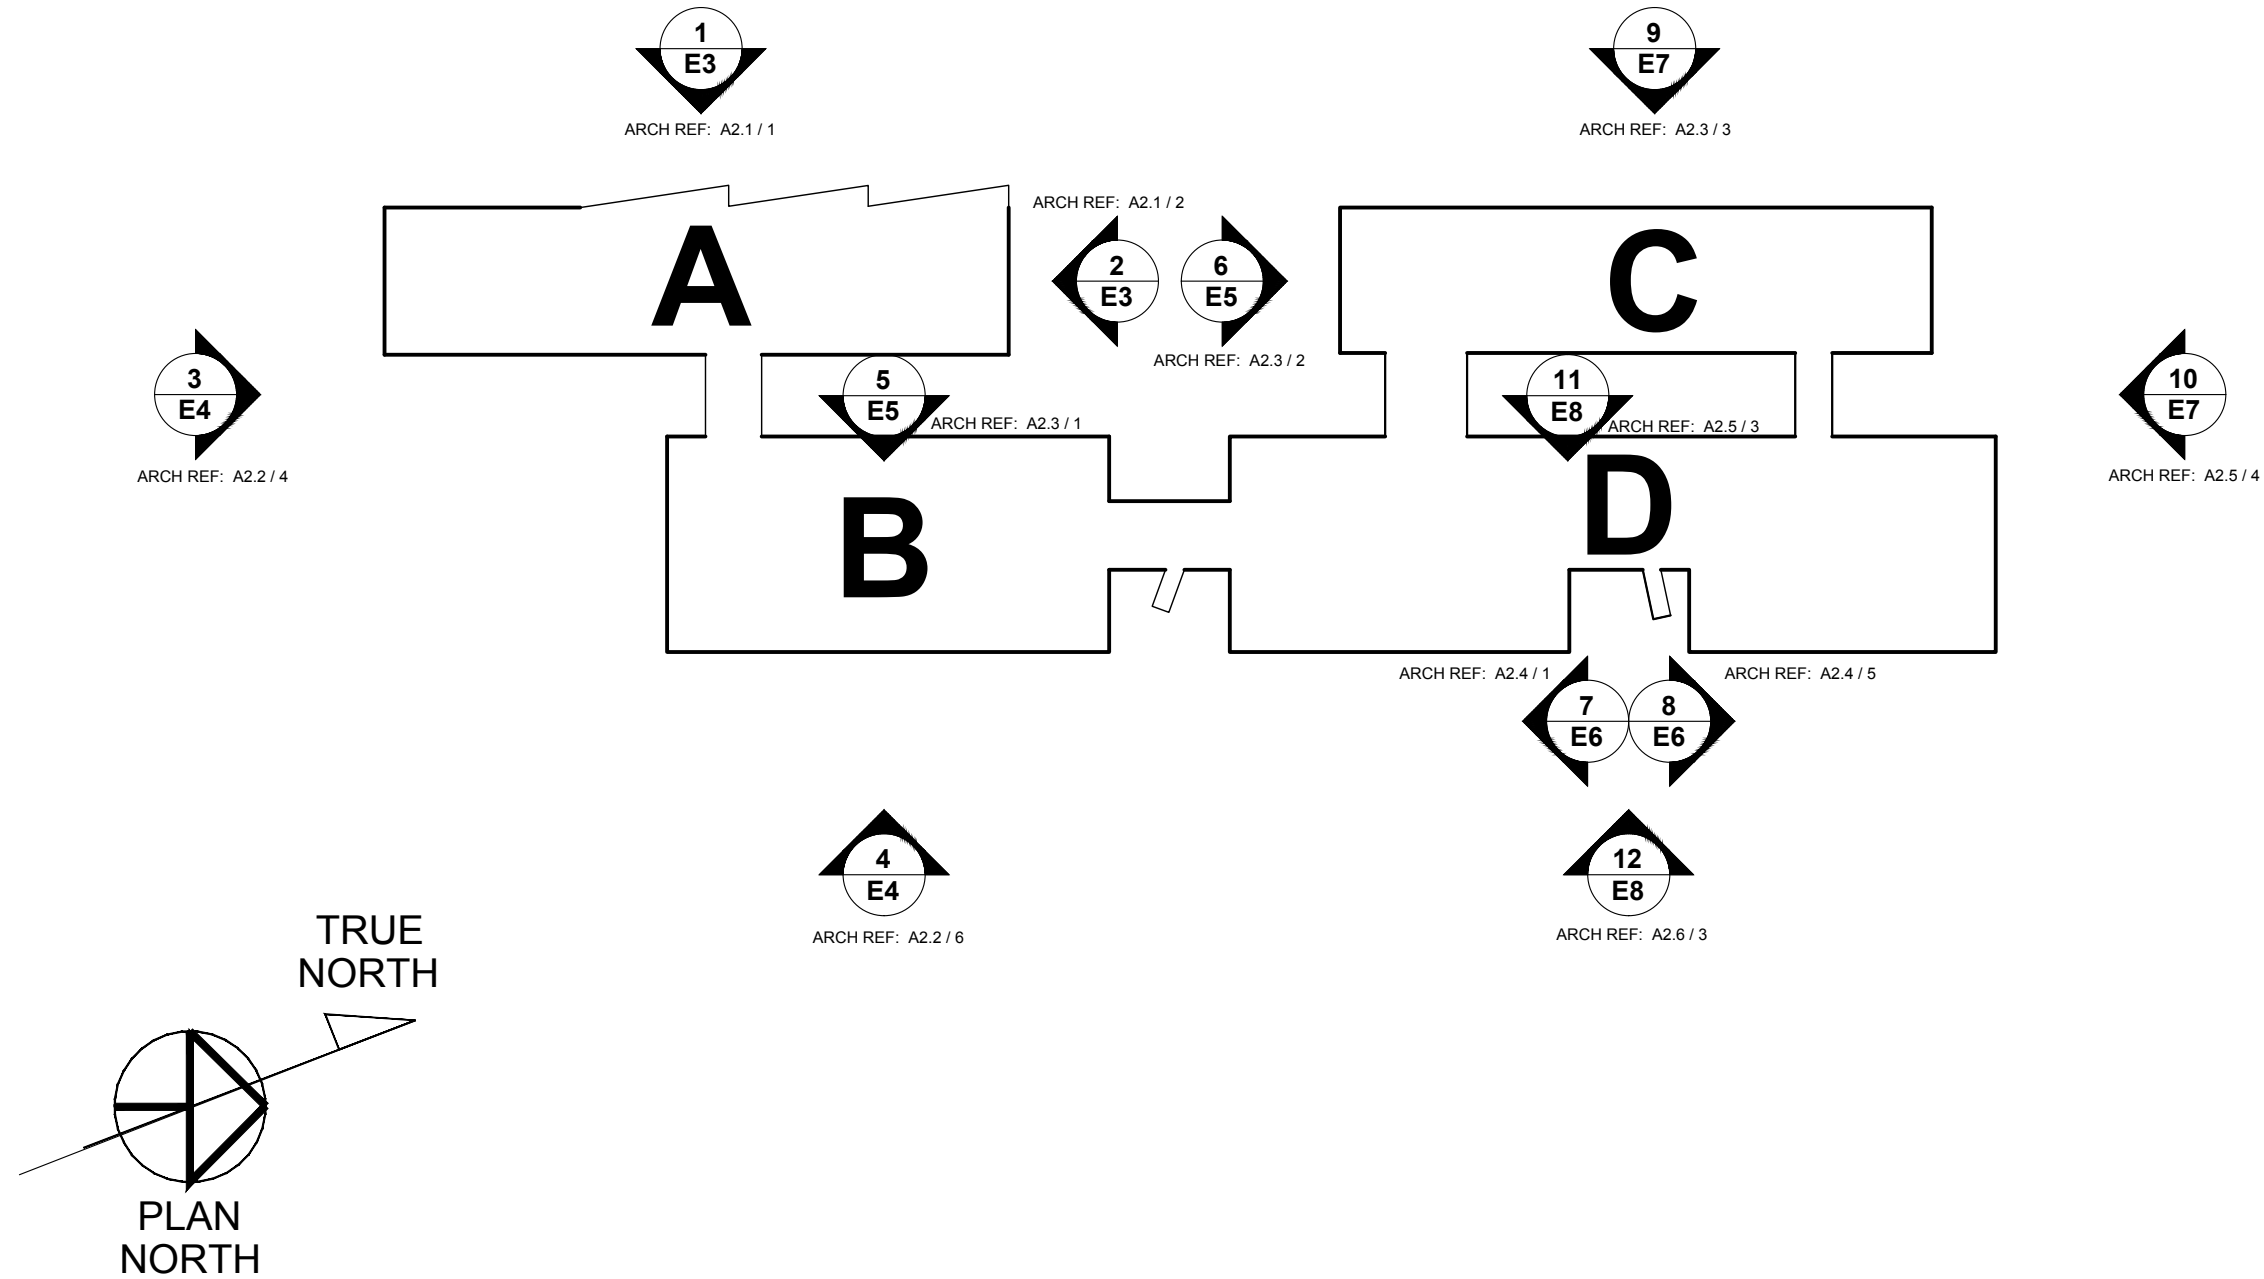 1
E3
ARCH REF: A2.1 / 1
9
E7
ARCH REF: A2.3 / 3
A
ARCH REF: A2.1 / 2
2
E3
6
E5
ARCH REF: A2.3 / 2
C
3
E4
ARCH REF: A2.2 / 4
5
E5
ARCH REF: A2.3 / 1
11
E8
ARCH REF: A2.5 / 3
10
E7
ARCH REF: A2.5 / 4
B
D
ARCH REF: A2.4 / 1
ARCH REF: A2.4 / 5
7
E6
8
E6
4
E4
ARCH REF: A2.2 / 6
12
E8
ARCH REF: A2.6 / 3
TRUE
NORTH
PLAN
NORTH